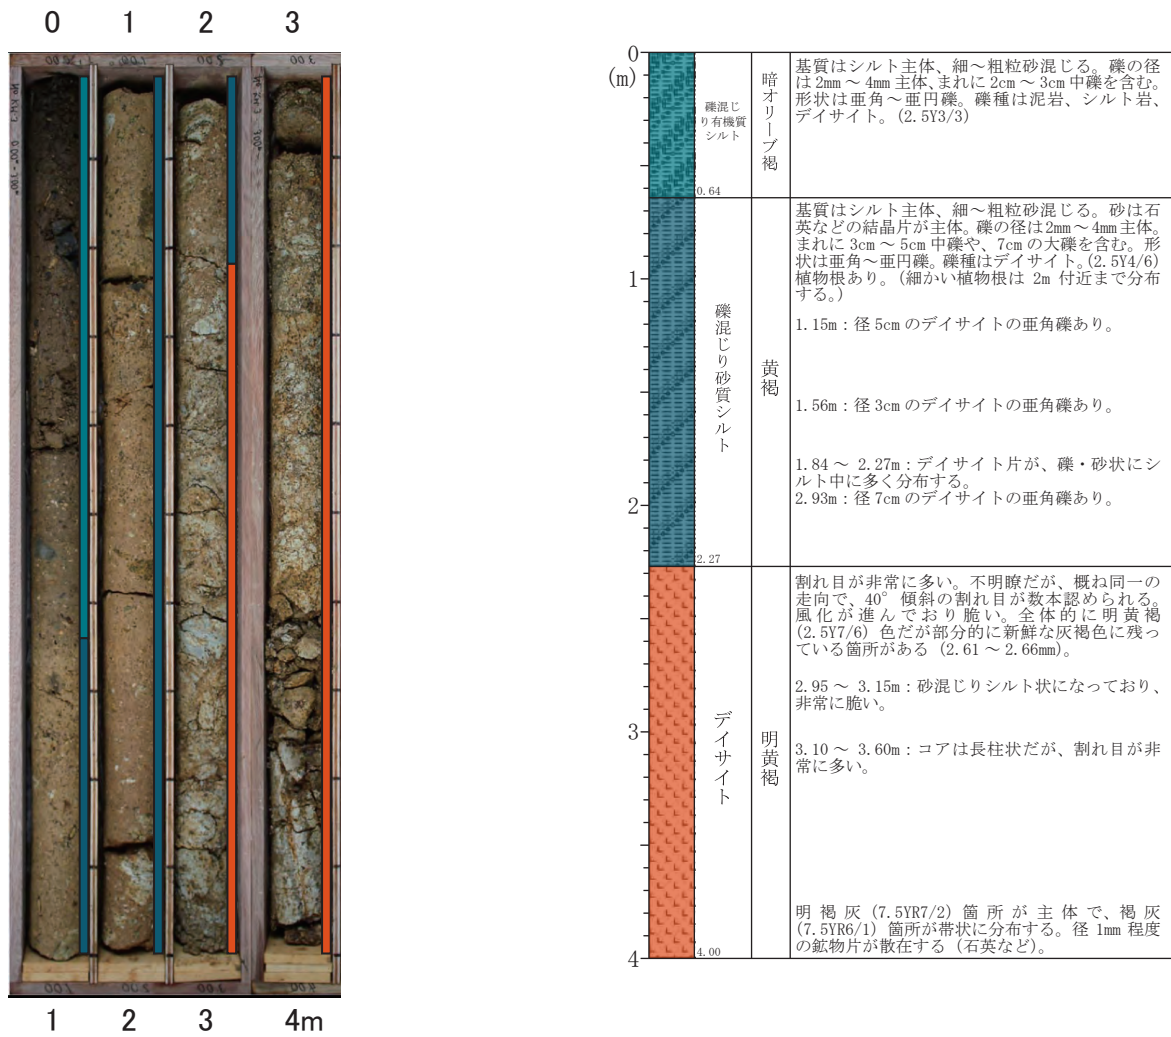 0 1 2 3
1 2 3 4m
0
(m)
1
2
3
4
礫混じ
り有機質
シルト
0.64
暗オリーブ褐
基質はシルト主体、細～粗粒砂混じる。礫の径
は2mm～4mm主体、まれに2cm～3cm中礫を含む。
形状は亜角～亜円礫。礫種は泥岩、シルト岩、
デイサイト。(2.5Y3/3)
礫混じり砂質シルト
2.27
黄褐
基質はシルト主体、細～粗粒砂混じる。砂は石
英などの結晶片が主体。礫の径は2mm～4mm主体。
まれに3cm～5cm中礫や、7cmの大礫を含む。形
状は亜角～亜円礫。礫種はデイサイト。(2.5Y4/6)
植物根あり。(細かい植物根は 2m 付近まで分布
する。)
1.15m：径5cmのデイサイトの亜角礫あり。
1.56m：径3cmのデイサイトの亜角礫あり。
1.84～2.27m：デイサイト片が、礫・砂状にシ
ルト中に多く分布する。
2.93m：径7cmのデイサイトの亜角礫あり。
デイサイト
4.00
明黄褐
割れ目が非常に多い。不明瞭だが、概ね同一の
走向で、40°傾斜の割れ目が数本認められる。
風化が進んでおり脆い。全体的に明黄褐
(2.5Y7/6) 色だが部分的に新鮮な灰褐色に残っ
ている箇所がある (2.61～2.66mm)。
2.95～3.15m：砂混じりシルト状になっており、
非常に脆い。
3.10～3.60m：コアは長柱状だが、割れ目が非
常に多い。
明褐灰(7.5YR7/2)箇所が主体で、褐灰
(7.5YR6/1)箇所が帯状に分布する。径1mm程度
の鉱物片が散在する (石英など)。